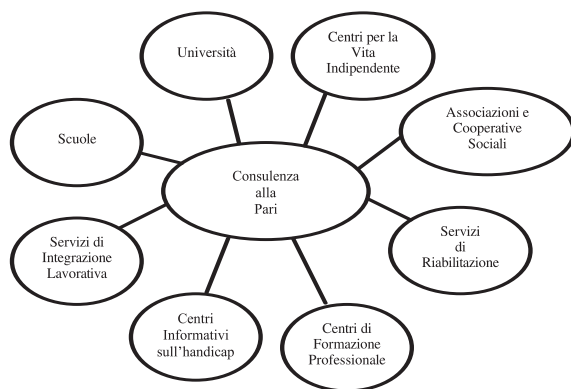 Università
Centri per la
Vita
Indipendente
Associazioni e
Cooperative
Sociali
Scuole
Consulenza
alla
Pari
Servizi di
Integrazione
Lavorativa
Servizi
di
Riabilitazione
Centri
Informativi
sull’handicap
Centri di
Formazione
Professionale